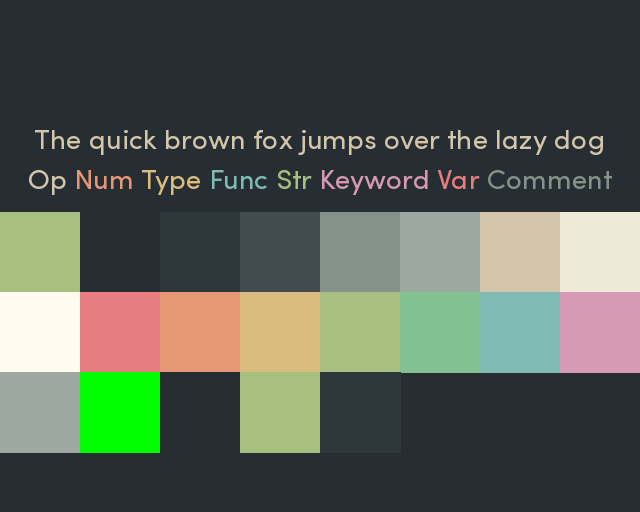 The quick brown fox jumps over the lazy dog
Op Num Type Func Str Keyword Var Comment